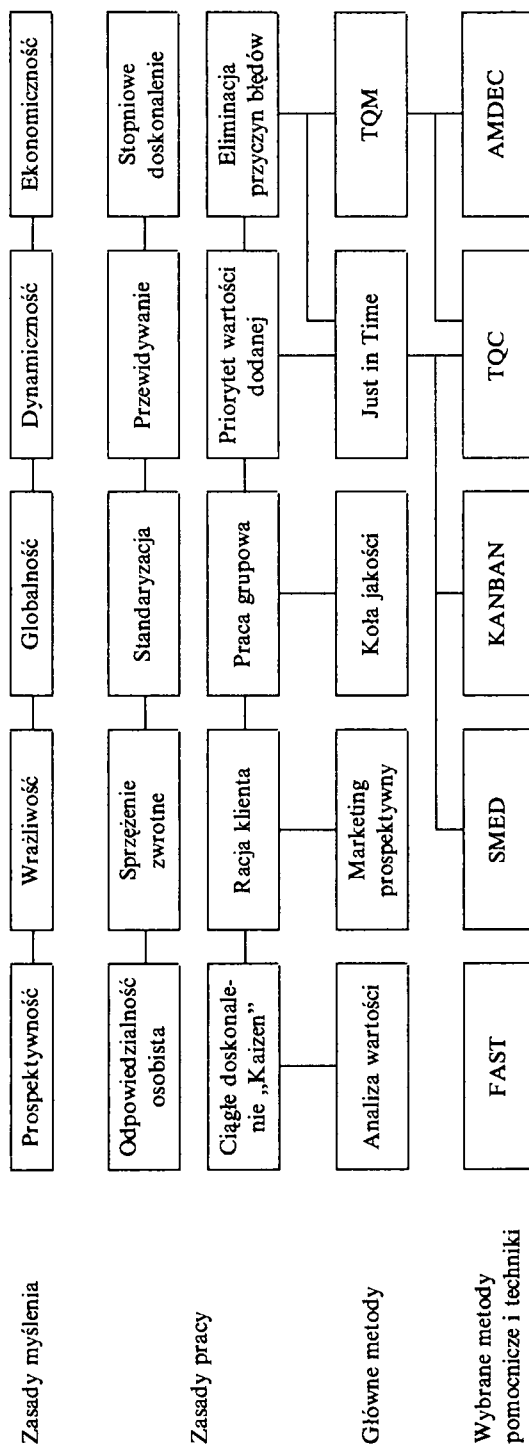 Zasady myślenia
Prospektywność
Wrażliwość
Globalność
Dynamiczność
Ekonomiczność
Zasady pracy
Odpowiedzialność
osobista
Sprzężenie
zwrotne
Standaryzacja
Przewidywanie
Stopniowe
doskonalenie
Ciągłe doskonale-
nie „Kaizen”
Racja klienta
Praca grupowa
Priorytet wartości
dodanej
Eliminacja
przyczyn błędów
Główne metody
Analiza wartości
Marketing
prospektywny
Koła jakości
Just in Time
TQM
Wybrane metody
pomocnicze i techniki
FAST
SMED
KANBAN
TQC
AMDEC